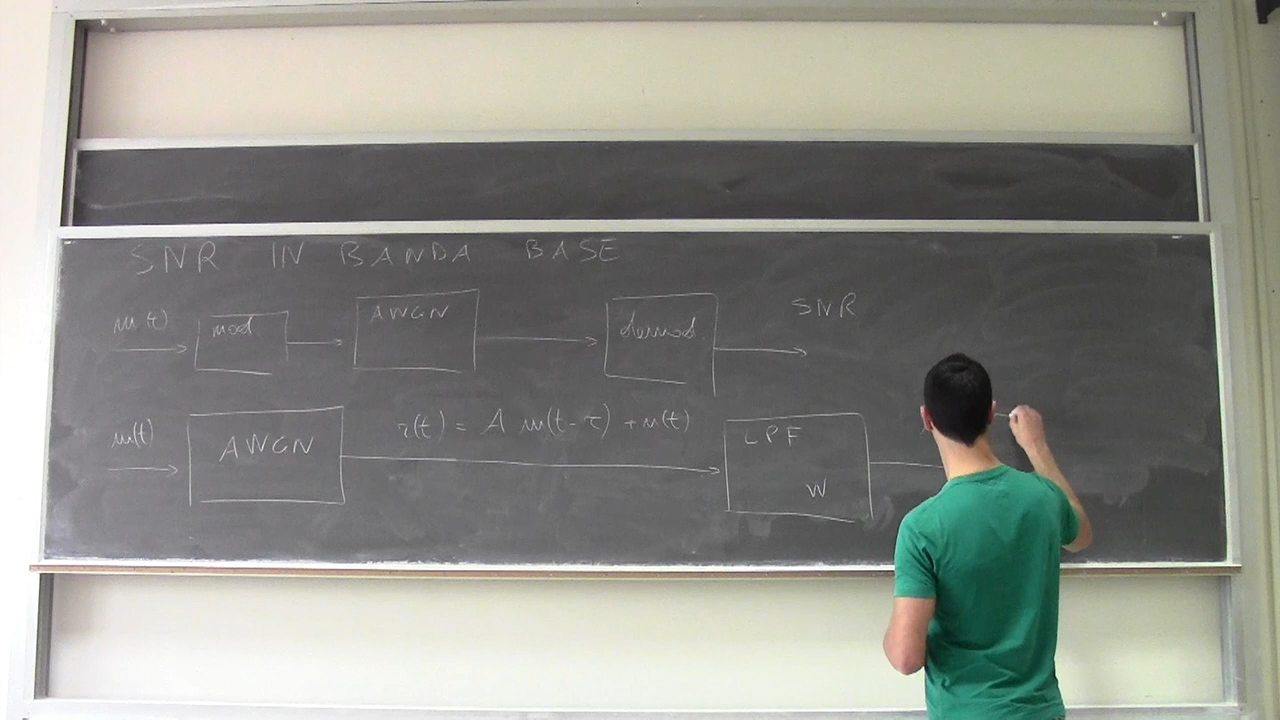 SNR IN BANDA BASE
m(t) mod AWGN demod. SNR
m(t) AWGN r(t) = A m(t-τ) + n(t) LPF W